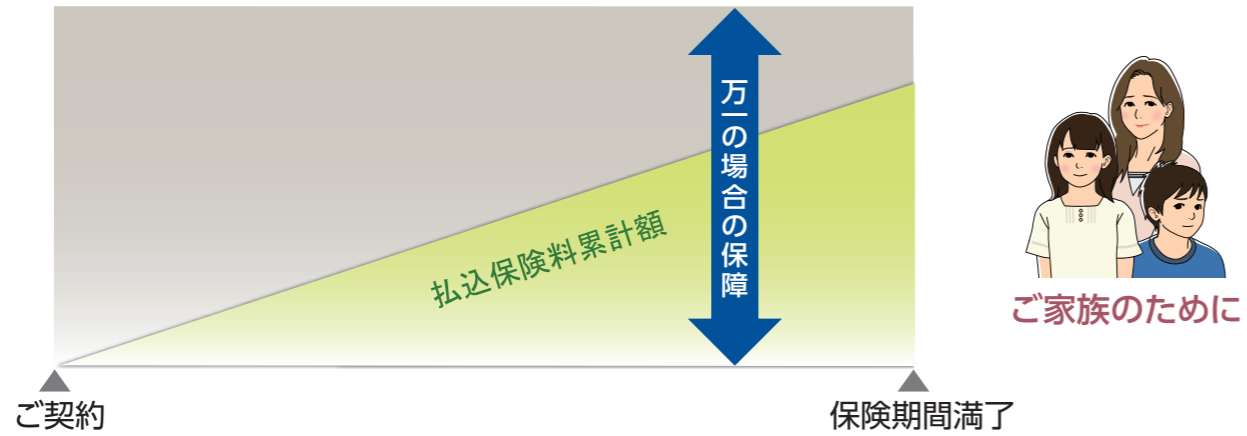 万一の場合の保障
払込保険料累計額
ご家族のために
ご契約
保険期間満了